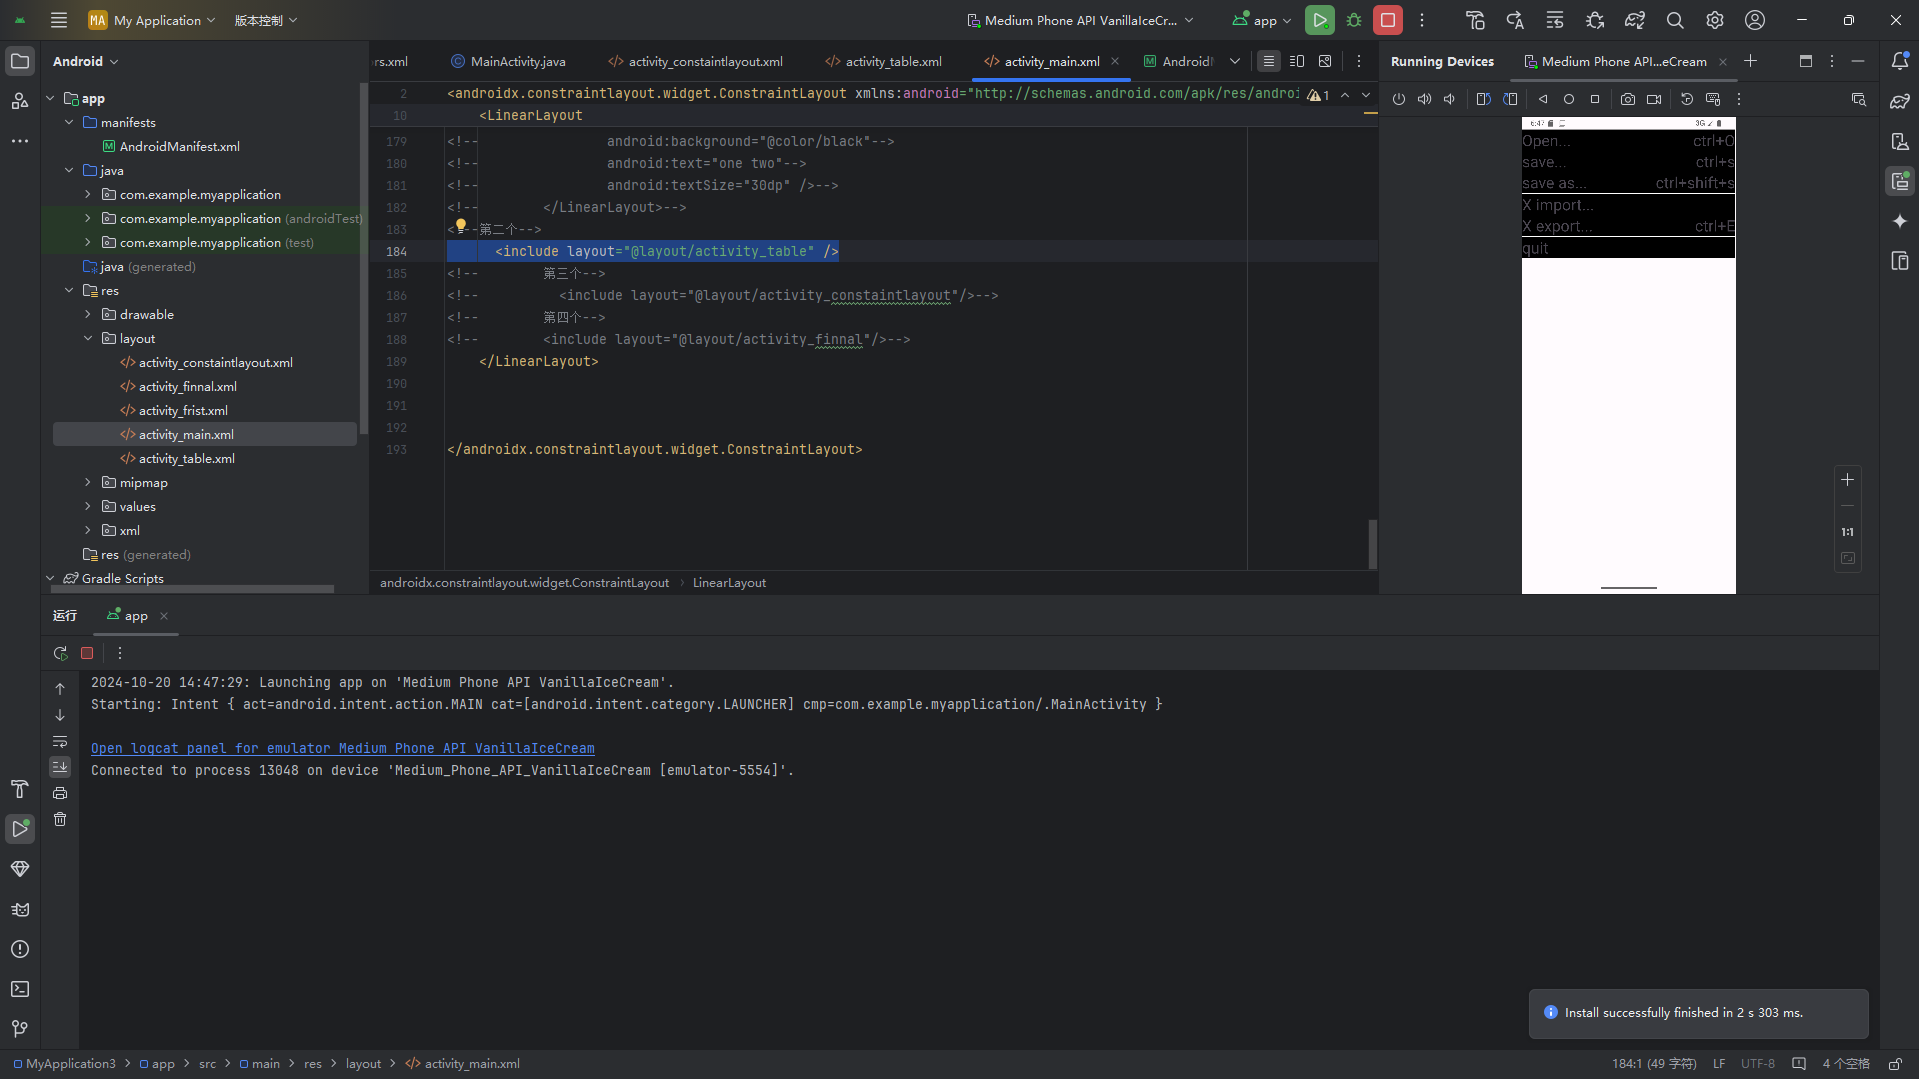 MA My Application 版本控制 Medium Phone API VanillaIceCr... app
Android
rs.xml MainActivity.java activity_constaintlayout.xml activity_table.xml activity_main.xml
Running Devices Medium Phone API...eCream
app
manifests
AndroidManifest.xml
java
com.example.myapplication
com.example.myapplication (androidTest)
com.example.myapplication (test)
java (generated)
res
drawable
layout
activity_constaintlayout.xml
activity_finnal.xml
activity_frist.xml
activity_main.xml
activity_table.xml
mipmap
values
xml
res (generated)
Gradle Scripts
2 <androidx.constraintlayout.widget.ConstraintLayout xmlns:android="http://schemas.android.com/apk/res/androi 1
10 <LinearLayout
179 <!-- android:background="@color/black"-->
180 <!-- android:text="one two"-->
181 <!-- android:textSize="30dp" />-->
182 <!-- </LinearLayout>-->
183 <!--第二个-->
184 <include layout="@layout/activity_table" />
185 <!-- 第三个-->
186 <!-- <include layout="@layout/activity_constaintlayout"/>-->
187 <!-- 第四个-->
188 <!-- <include layout="@layout/activity_finnal"/>-->
189 </LinearLayout>
190
191
192
193 </androidx.constraintlayout.widget.ConstraintLayout>
androidx.constraintlayout.widget.ConstraintLayout LinearLayout
6:47 3G
Open... ctrl+O
save... ctrl+s
save as... ctrl+shift+s
X import...
X export... ctrl+E
quit
1:1
运行 app
2024-10-20 14:47:29: Launching app on 'Medium Phone API VanillaIceCream'.
Starting: Intent { act=android.intent.action.MAIN cat=[android.intent.category.LAUNCHER] cmp=com.example.myapplication/.MainActivity }
Open logcat panel for emulator Medium Phone API VanillaIceCream
Connected to process 13048 on device 'Medium_Phone_API_VanillaIceCream [emulator-5554]'.
Install successfully finished in 2 s 303 ms.
MyApplication3 > app > src > main > res > layout > activity_main.xml
184:1 (49 字符) LF UTF-8 4 个空格